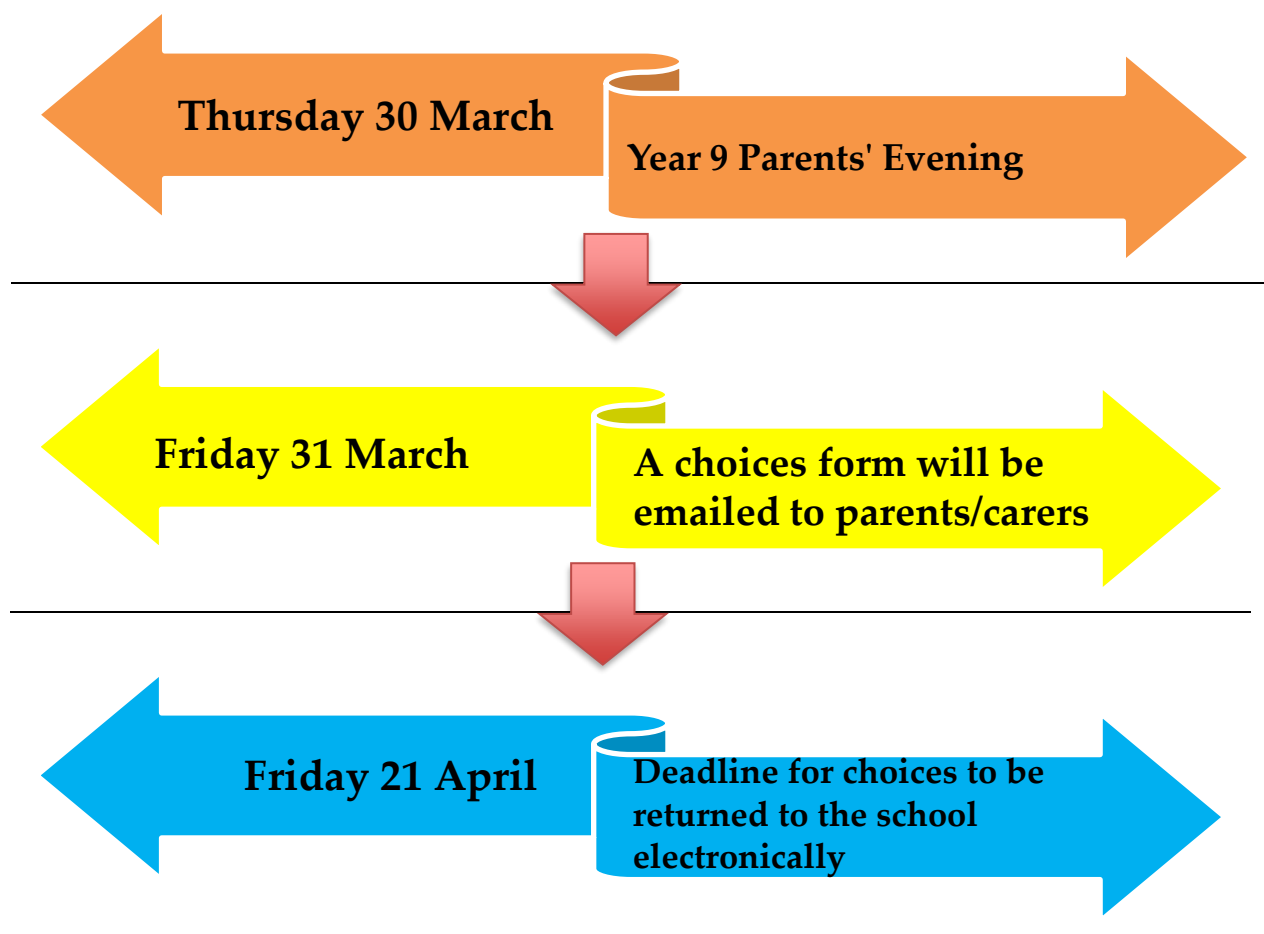 Thursday 30 March
Year 9 Parents' Evening
Friday 31 March
A choices form will be
emailed to parents/carers
Friday 21 April
Deadline for choices to be
returned to the school
electronically